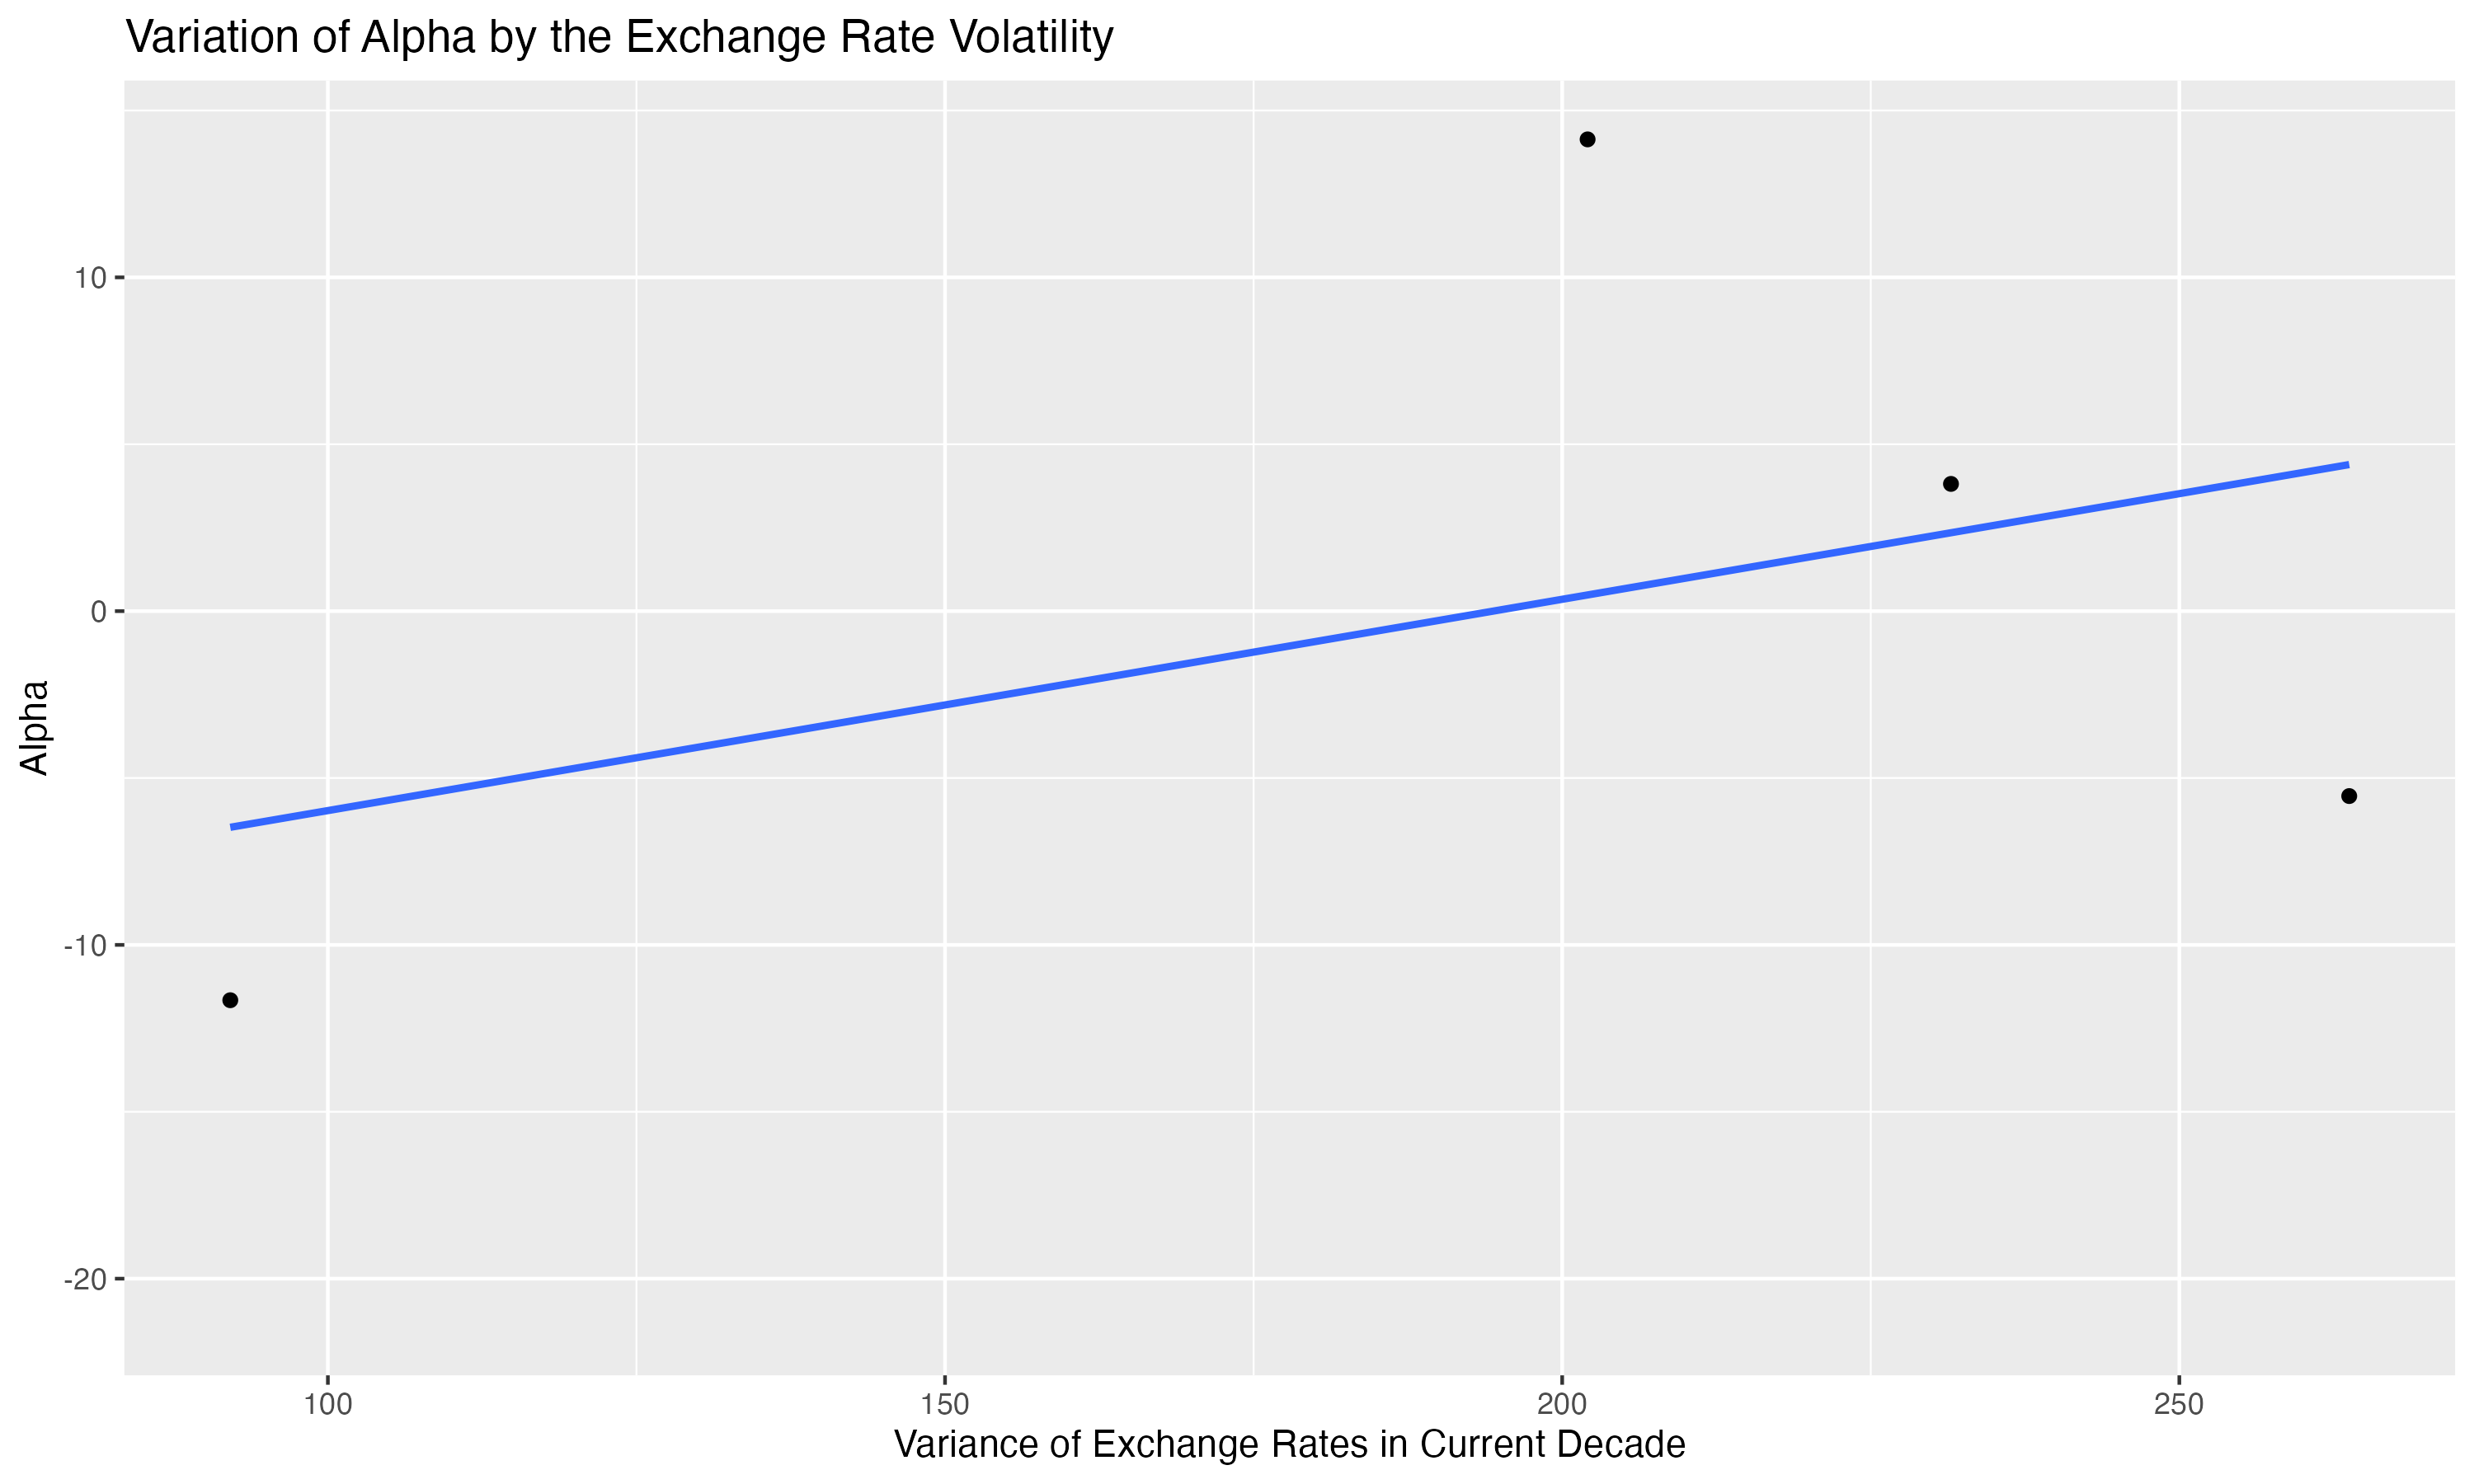 Variation of Alpha by the Exchange Rate Volatility
10
0
-10
-20
Alpha
100
150
200
250
Variance of Exchange Rates in Current Decade